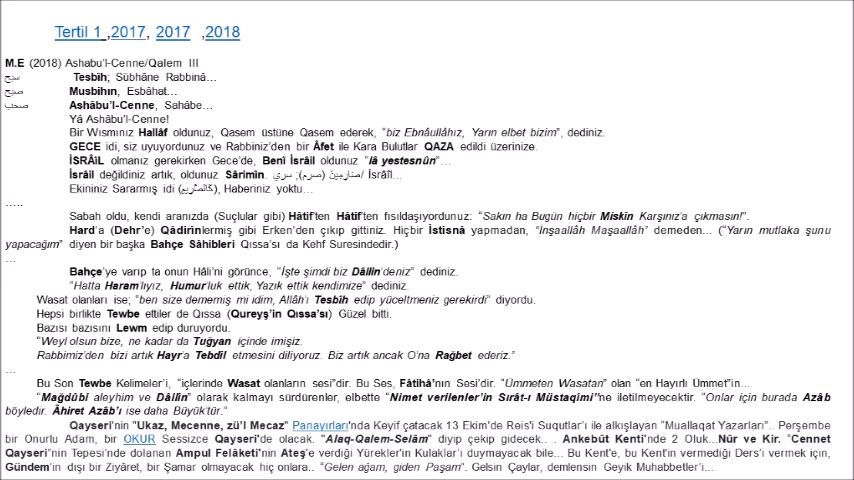 Tertil 1 ,2017, 2017 ,2018
M.E (2018) Ashabu'l-Cenne/Qalem III
سبح Tesbîh; Sübhâne Rabbinâ…
صبح Musbihîn, Esbâhat…
صحب Ashâbu'l-Cenne, Sahâbe…
Yâ Ashâbu'l-Cenne!
Bir Wısmınız Hallâf oldunuz, Qasem üstüne Qasem ederek, "biz Ebnâullâhız, Yarın elbet bizim", dediniz.
GECE idi, siz uyuyordunuz ve Rabbiniz'den bir Âfet ile Kara Bulutlar QAZA edildi üzerinize.
İSRÂiL olmanız gerekirken Gece'de, Beni İsrâil oldunuz "lâ yestesnûn"…
İsrâil değildiniz artık, oldunuz Sârimîn. صَارِمِينَ (صرم); سري/ İsrâîl…
Ekininiz Sararmış idi (كَالصَّرِيمِ), Haberiniz yoktu…
.....
Sabah oldu, kendi aranızda (Suçlular gibi) Hâtif'ten Hâtif'ten fısıldaşıyordunuz: "Sakın ha Bugün hiçbir Miskin Karşınız'a çıkmasın!".
Hard'a (Dehr'e) Qâdirînlermiş gibi Erken'den çıkıp gittiniz. Hiçbir İstisnâ yapmadan, "İnşaallâh Maşaallâh" demeden... ("Yarın mutlaka şunu
yapacağım" diyen bir başka Bahçe Sâhibleri Qıssa'sı da Kehf Suresindedir.)
…
Bahçe'ye varıp ta onun Hâli'ni görünce, "İşte şimdi biz Dâllîn'deniz" dediniz.
"Hatta Haram'lıyız, Humur'luk ettik, Yazık ettik kendimize" dediniz.
Wasat olanları ise; "ben size dememiş mi idim, Allâh'ı Tesbîh edip yüceltmeniz gerekirdi" diyordu.
Hepsi birlikte Tewbe ettiler de Qıssa (Qureyş'in Qıssa'sı) Güzel bitti.
Bazısı bazısını Lewm edip duruyordu.
"Weyl olsun bize, ne kadar da Tuğyan içinde imişiz.
Rabbimiz'den bizi artık Hayr'a Tebdîl etmesini diliyoruz. Biz artık ancak O'na Rağbet ederiz."
…
Bu Son Tewbe Kelimeler'i, "içlerinde Wasat olanların sesi"dir. Bu Ses, Fâtihâ'nın Sesi'dir. "Ümmeten Wasatan" olan "en Hayırlı Ümmet"in…
"Mağdûbi aleyhim ve Dâllîn" olarak kalmayı sürdürenler, elbette "Nimet verilenler'in Sırât-ı Müstaqimi"'ne iletilmeyecektir. "Onlar için burada Azâb
böyledir. Âhiret Azâb'ı ise daha Büyük'tür."
Qayseri'nin "Ukaz, Mecenne, zü'l Mecaz" Panayırları'nda Keyif çatacak 13 Ekim'de Reis'i Suqutlar'ı ile alkışlayan "Muallaqat Yazarları".. Perşembe
bir Onurlu Adam, bir OKUR Sessizce Qayseri'de olacak. "Alaq-Qalem-Selâm" diyip çekip gidecek.. . Ankebût Kenti'nde 2 Oluk...Nûr ve Kir. "Cennet
Qayseri"nin Tepesi'nde dolanan Ampul Felâketi'nin Ateş'e verdiği Yürekler'in Kulaklar'ı duymayacak bile... Bu Kent'e, bu Kent'in vermediği Ders'i vermek için,
Gündem'in dışı bir Ziyâret, bir Şamar olmayacak hiç onlara.. "Gelen ağam, giden Paşam". Gelsin Çaylar, demlensin Geyik Muhabbetler'i…